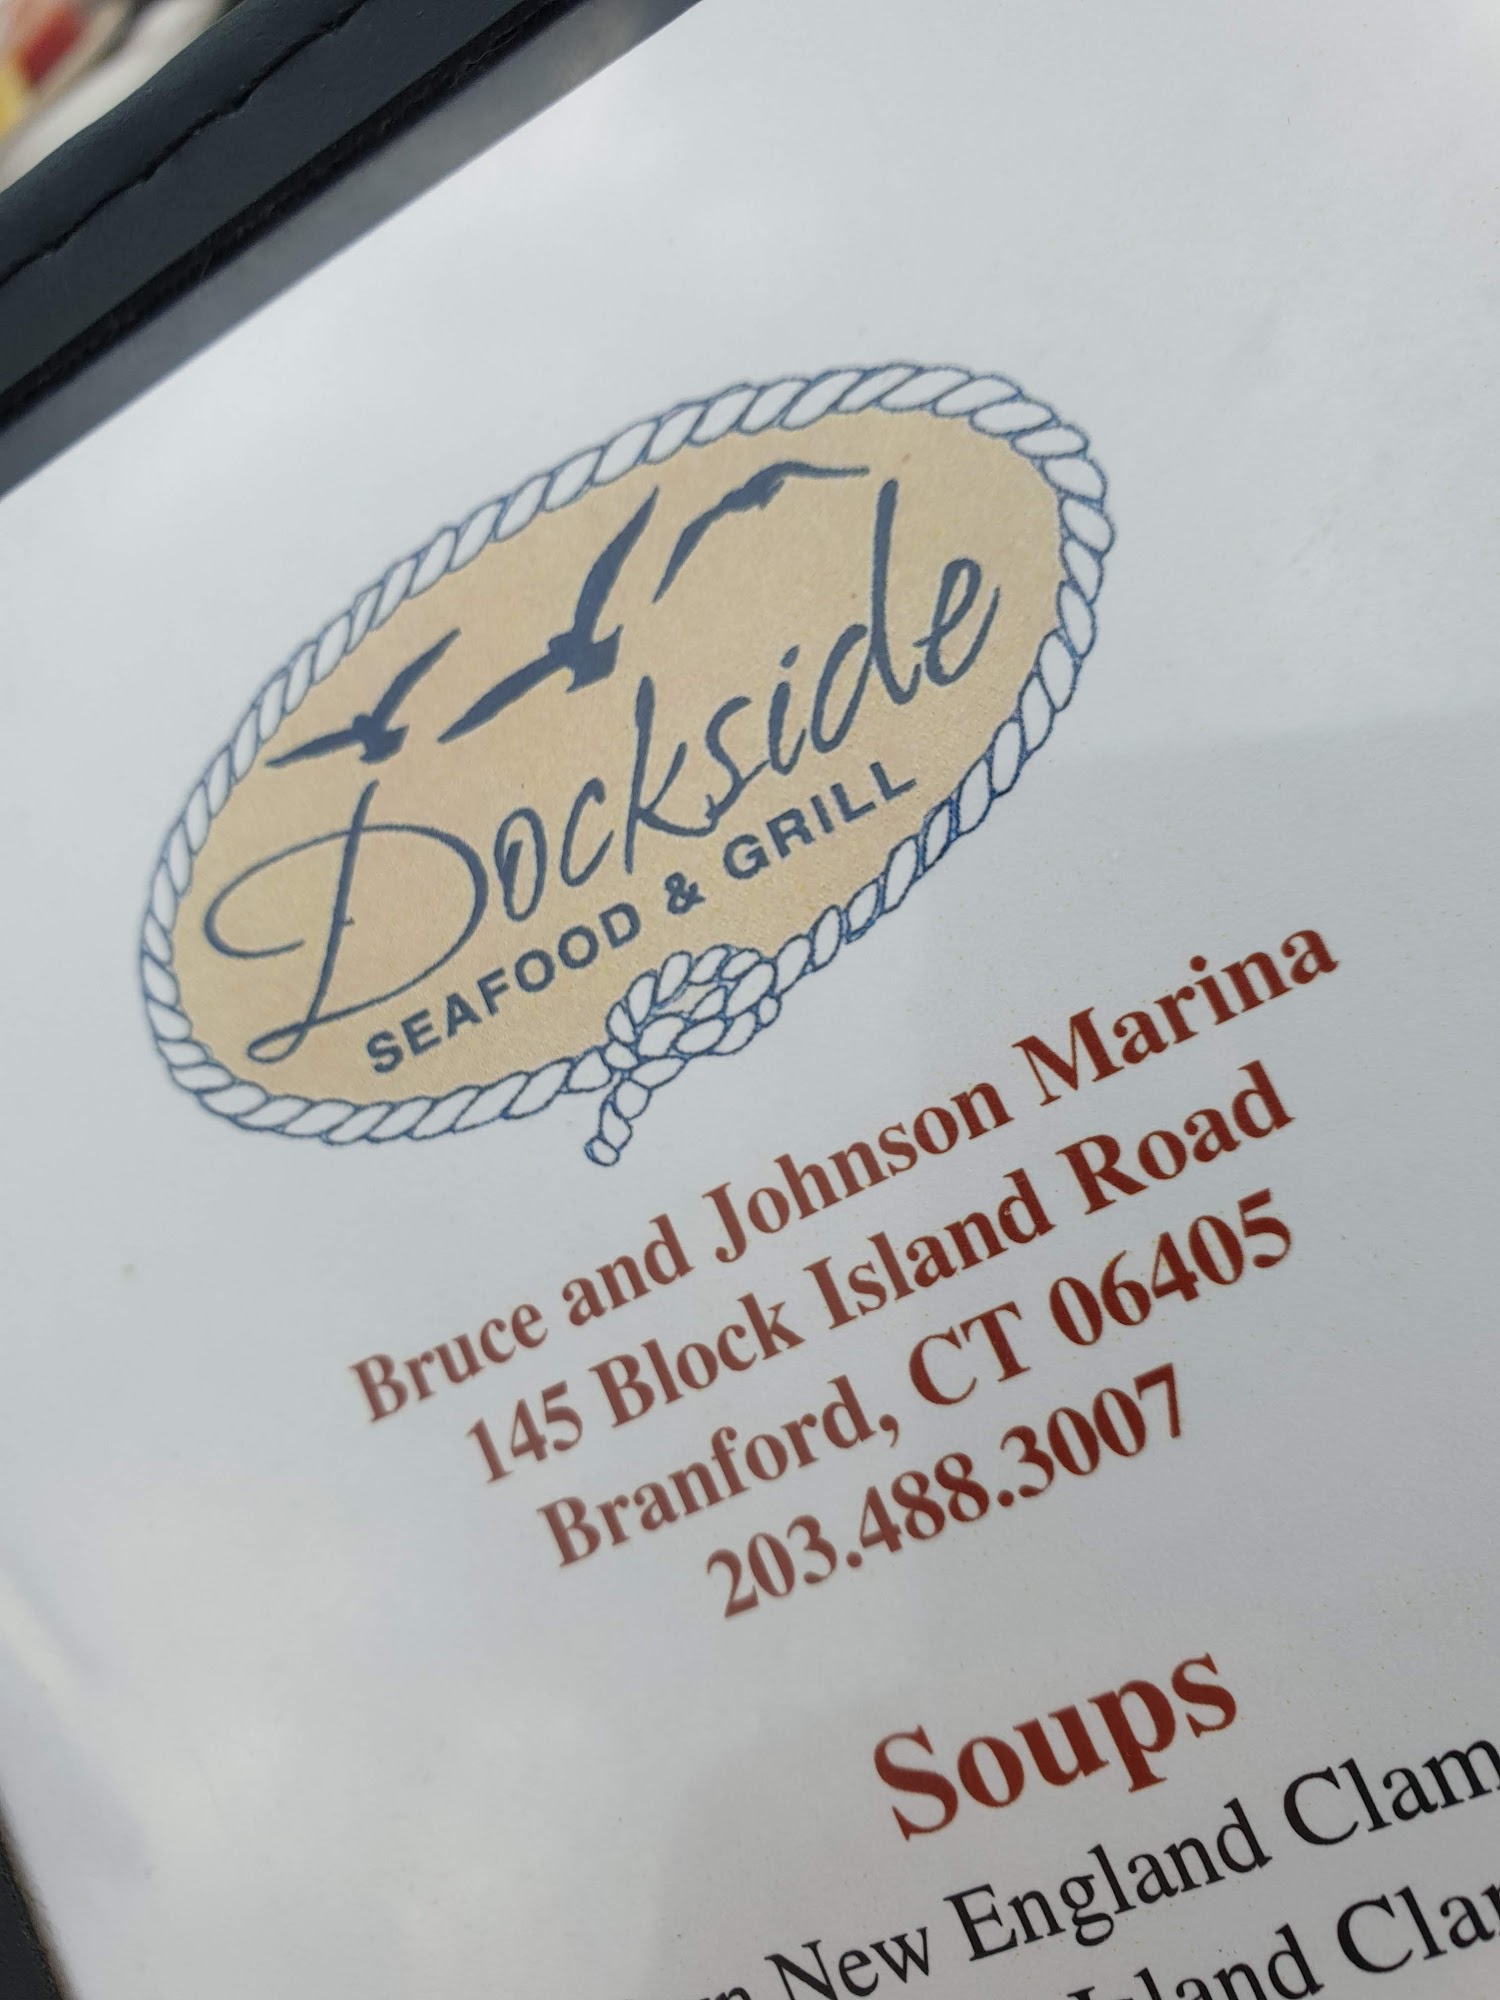 Dockside
SEAFOOD & GRILL
Bruce and Johnson Marina
145 Block Island Road
Branford, CT 06405
203.488.3007
Soups
New England Clam
Island